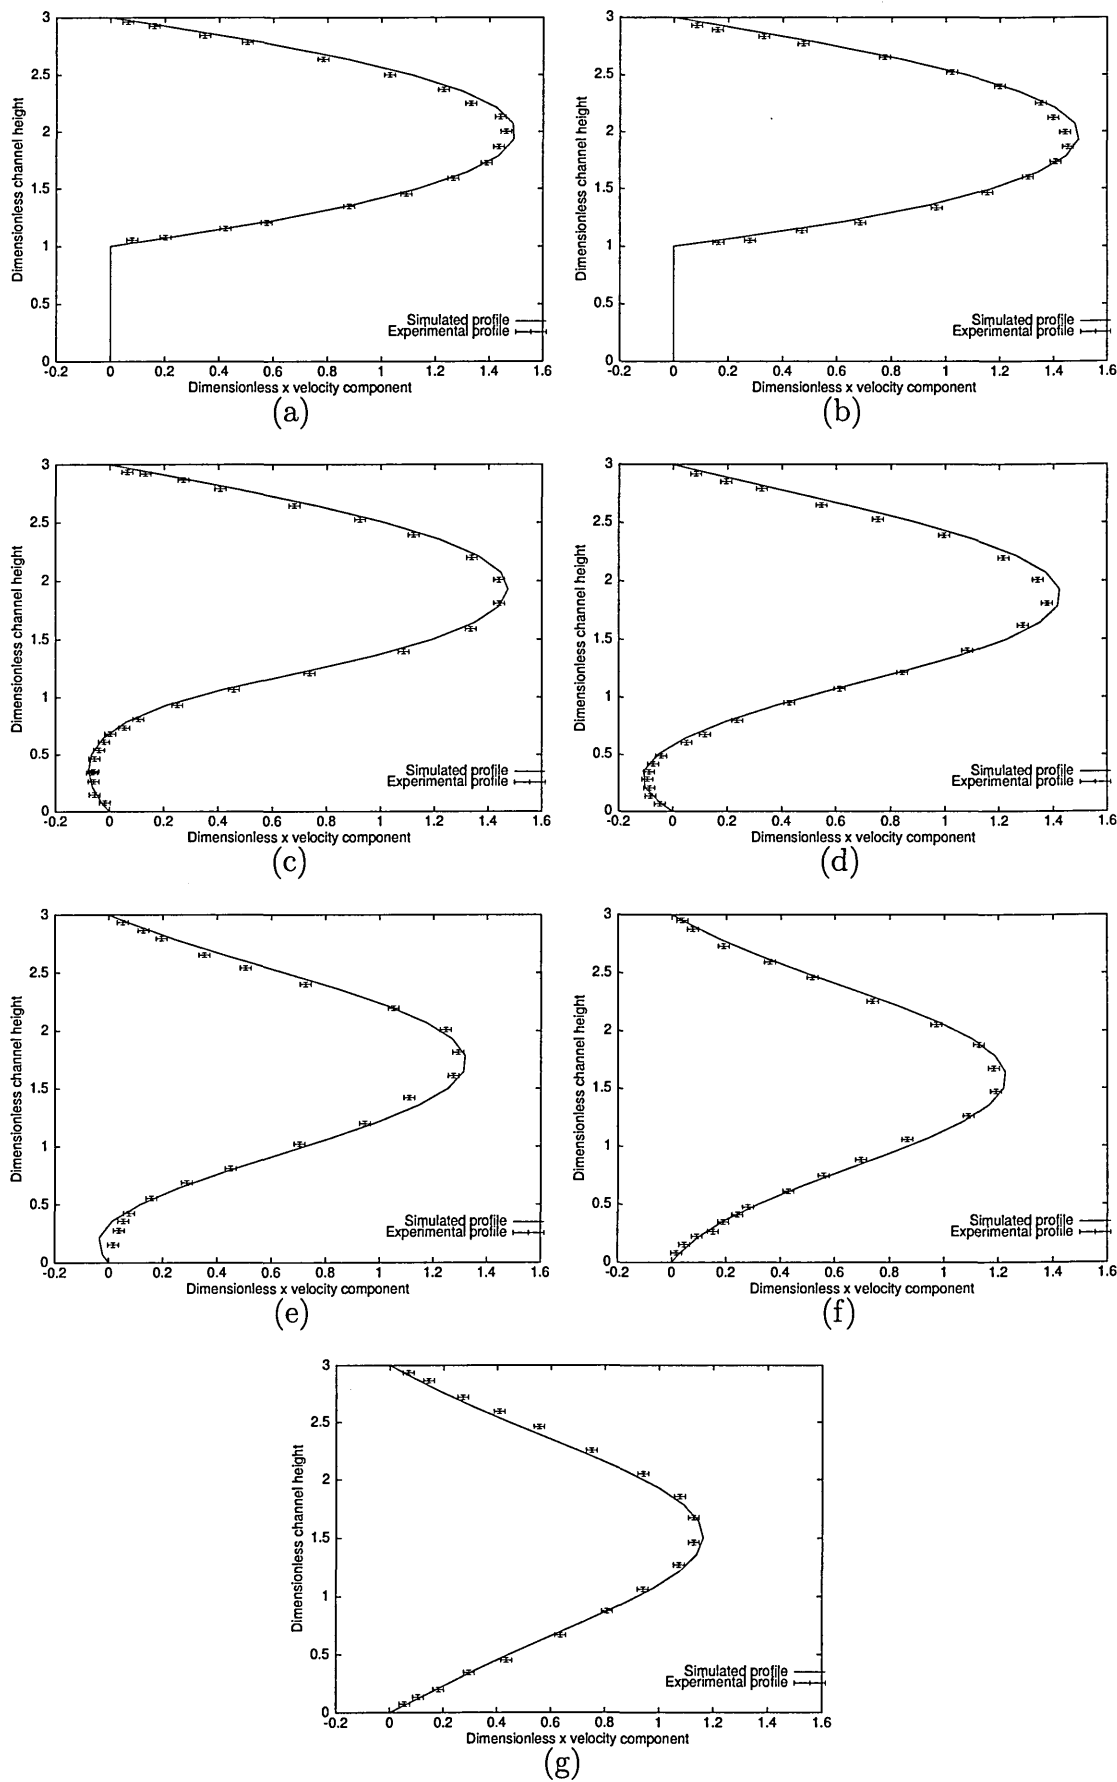 3
2.5
2
1.5
1
0.5
0
Dimensionless channel height
Simulated profile
Experimental profile
-0.2 0 0.2 0.4 0.6 0.8 1 1.2 1.4 1.6
Dimensionless x velocity component
(a)
3
2.5
2
1.5
1
0.5
0
Dimensionless channel height
Simulated profile
Experimental profile
-0.2 0 0.2 0.4 0.6 0.8 1 1.2 1.4 1.6
Dimensionless x velocity component
(b)
3
2.5
2
1.5
1
0.5
0
Dimensionless channel height
Simulated profile
Experimental profile
-0.2 0 0.2 0.4 0.6 0.8 1 1.2 1.4 1.6
Dimensionless x velocity component
(c)
3
2.5
2
1.5
1
0.5
0
Dimensionless channel height
Simulated profile
Experimental profile
-0.2 0 0.2 0.4 0.6 0.8 1 1.2 1.4 1.6
Dimensionless x velocity component
(d)
3
2.5
2
1.5
1
0.5
0
Dimensionless channel height
Simulated profile
Experimental profile
-0.2 0 0.2 0.4 0.6 0.8 1 1.2 1.4 1.6
Dimensionless x velocity component
(e)
3
2.5
2
1.5
1
0.5
0
Dimensionless channel height
Simulated profile
Experimental profile
-0.2 0 0.2 0.4 0.6 0.8 1 1.2 1.4 1.6
Dimensionless x velocity component
(f)
3
2.5
2
1.5
1
0.5
0
Dimensionless channel height
Simulated profile
Experimental profile
-0.2 0 0.2 0.4 0.6 0.8 1 1.2 1.4 1.6
Dimensionless x velocity component
(g)